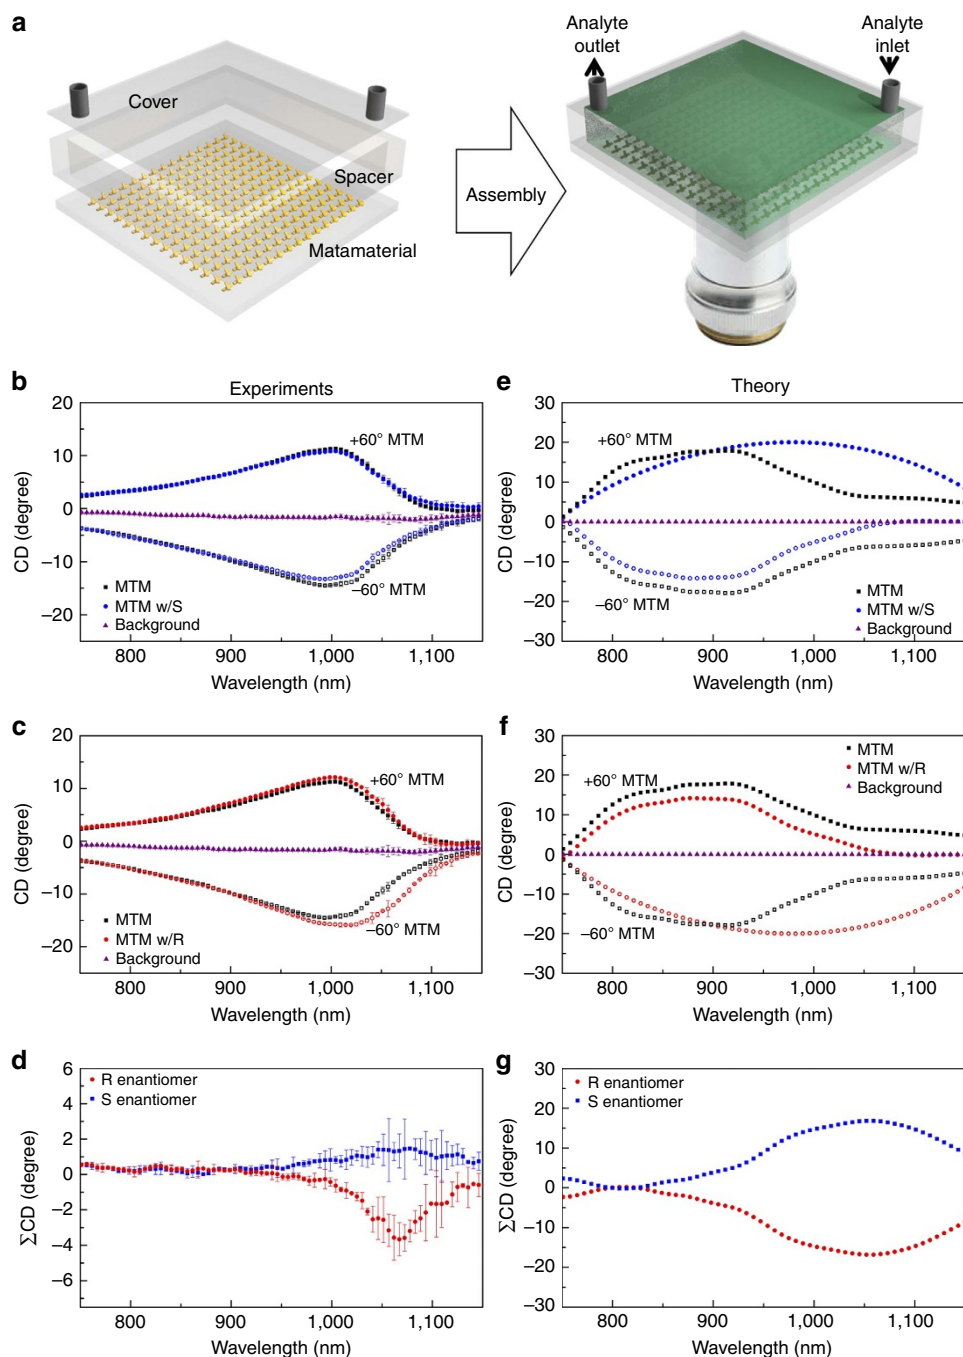 a
Cover
Spacer
Matamaterial
Assembly
Analyte outlet
Analyte inlet
b
Experiments
20
10
0
−10
−20
CD (degree)
+60° MTM
−60° MTM
MTM
MTM w/S
Background
800
900
1,000
1,100
Wavelength (nm)
e
Theory
30
20
10
0
−10
−20
−30
CD (degree)
+60° MTM
−60° MTM
MTM
MTM w/S
Background
800
900
1,000
1,100
Wavelength (nm)
c
20
10
0
−10
−20
CD (degree)
+60° MTM
−60° MTM
MTM
MTM w/R
Background
800
900
1,000
1,100
Wavelength (nm)
f
30
20
10
0
−10
−20
−30
CD (degree)
+60° MTM
−60° MTM
MTM
MTM w/R
Background
800
900
1,000
1,100
Wavelength (nm)
d
6
4
2
0
−2
−4
−6
ΣCD (degree)
R enantiomer
S enantiomer
800
900
1,000
1,100
Wavelength (nm)
g
30
20
10
0
−10
−20
−30
ΣCD (degree)
R enantiomer
S enantiomer
800
900
1,000
1,100
Wavelength (nm)